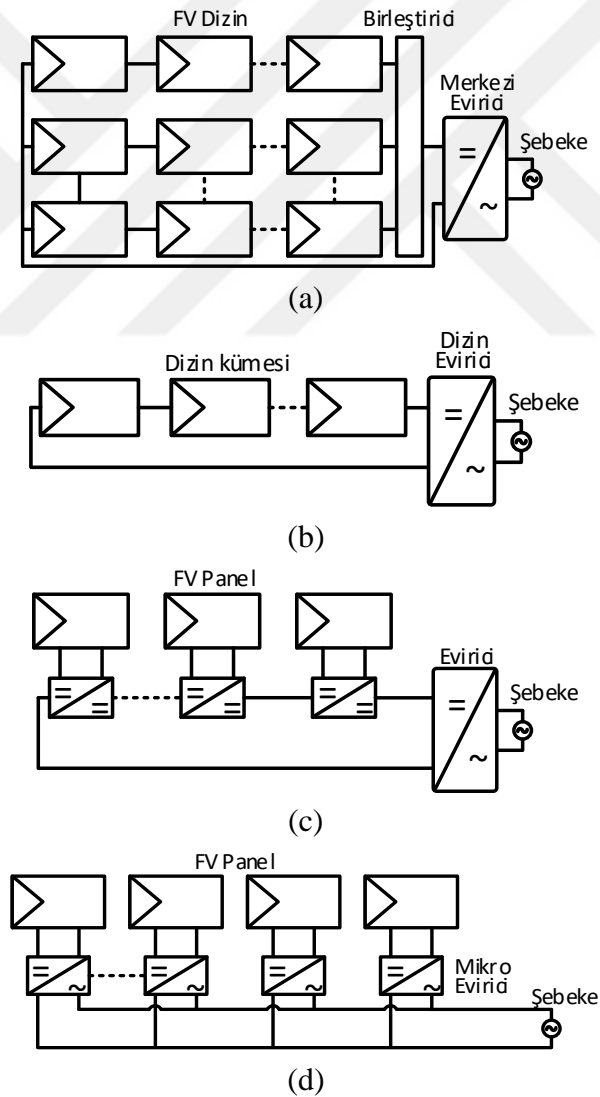 FV Dizin
Birleştirici
Merkezi
Evirici
Şebeke
(a)
Dizin kümesi
Dizin
Evirici
Şebeke
(b)
FV Panel
Evirici
Şebeke
(c)
FV Panel
Mikro
Evirici
Şebeke
(d)